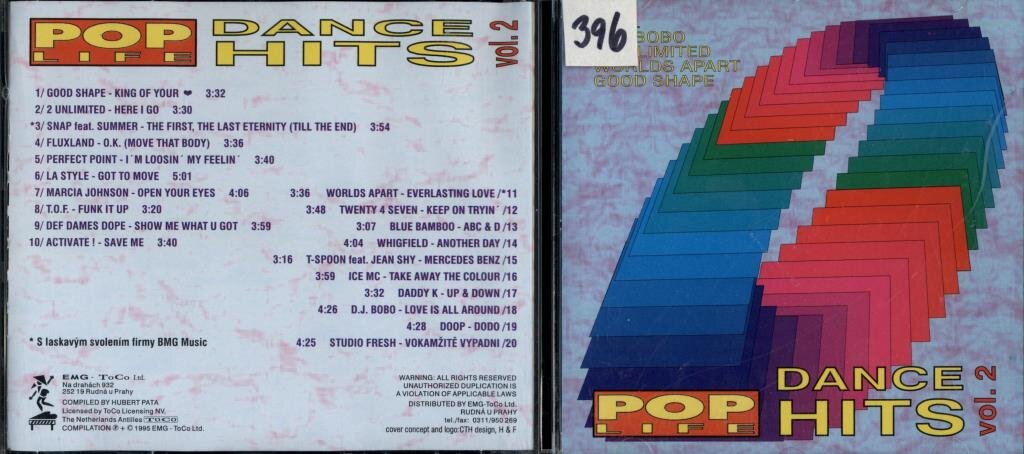 POP LIFE DANCE HITS vol.2
1/ GOOD SHAPE - KING OF YOUR ❤ 3:32
2/ 2 UNLIMITED - HERE I GO 3:30
*3/ SNAP feat. SUMMER - THE FIRST, THE LAST ETERNITY (TILL THE END) 3:54
4/ FLUXLAND - O.K. (MOVE THAT BODY) 3:36
5/ PERFECT POINT - I´M LOOSIN´ MY FEELIN´ 3:40
6/ LA STYLE - GOT TO MOVE 5:01
7/ MARCIA JOHNSON - OPEN YOUR EYES 4:06
8/ T.O.F. - FUNK IT UP 3:20
9/ DEF DAMES DOPE - SHOW ME WHAT U GOT 3:59
10/ ACTIVATE ! - SAVE ME 3:40
3:36 WORLDS APART - EVERLASTING LOVE /*11
3:48 TWENTY 4 SEVEN - KEEP ON TRYIN´ /12
3:07 BLUE BAMBOO - ABC & D /13
4:04 WHIGFIELD - ANOTHER DAY /14
3:16 T-SPOON feat. JEAN SHY - MERCEDES BENZ /15
3:59 ICE MC - TAKE AWAY THE COLOUR /16
3:32 DADDY K - UP & DOWN /17
4:26 D.J. BOBO - LOVE IS ALL AROUND /18
4:28 DOOP - DODO /19
4:25 STUDIO FRESH - VOKAMŽITĚ VYPADNI /20
* S laskavým svolením firmy BMG Music
EMG - ToCo Ltd.
Na drahách 932
252 19 Rudná u Prahy
COMPILED BY HUBERT PATA
Licensed by ToCo Licensing NV.
The Netherlands Antilles TOCO
COMPILATION ℗ + © 1995 EMG - ToCo Ltd.
WARNING: ALL RIGHTS RESERVED
UNAUTHORIZED DUPLICATION IS
A VIOLATION OF APPLICABLE LAWS
DISTRIBUTED BY EMG-ToCo Ltd.
RUDNÁ U PRAHY
tel./fax: 0311/950 269
cover concept and logo:CTH design, H & F
396
BOBO
LIMITED
WORLDS APART
GOOD SHAPE
POP LIFE DANCE HITS vol.2